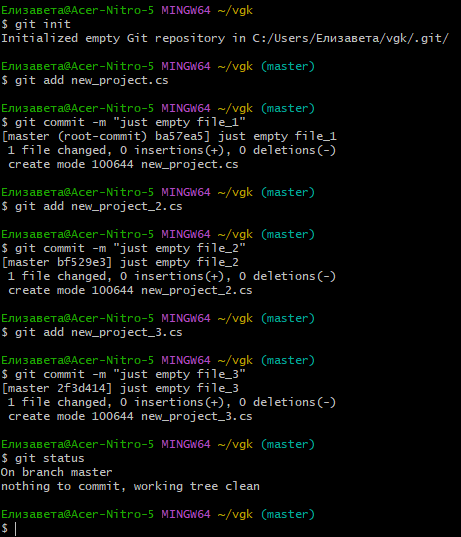 Елизавета@Acer-Nitro-5 MINGW64 ~/vgk
$ git init
Initialized empty Git repository in C:/Users/Елизавета/vgk/.git/
Елизавета@Acer-Nitro-5 MINGW64 ~/vgk (master)
$ git add new_project.cs
Елизавета@Acer-Nitro-5 MINGW64 ~/vgk (master)
$ git commit -m "just empty file_1"
[master (root-commit) ba57ea5] just empty file_1
1 file changed, 0 insertions(+), 0 deletions(-)
create mode 100644 new_project.cs
Елизавета@Acer-Nitro-5 MINGW64 ~/vgk (master)
$ git add new_project_2.cs
Елизавета@Acer-Nitro-5 MINGW64 ~/vgk (master)
$ git commit -m "just empty file_2"
[master bf529e3] just empty file_2
1 file changed, 0 insertions(+), 0 deletions(-)
create mode 100644 new_project_2.cs
Елизавета@Acer-Nitro-5 MINGW64 ~/vgk (master)
$ git add new_project_3.cs
Елизавета@Acer-Nitro-5 MINGW64 ~/vgk (master)
$ git commit -m "just empty file_3"
[master 2f3d414] just empty file_3
1 file changed, 0 insertions(+), 0 deletions(-)
create mode 100644 new_project_3.cs
Елизавета@Acer-Nitro-5 MINGW64 ~/vgk (master)
$ git status
On branch master
nothing to commit, working tree clean
Елизавета@Acer-Nitro-5 MINGW64 ~/vgk (master)
$